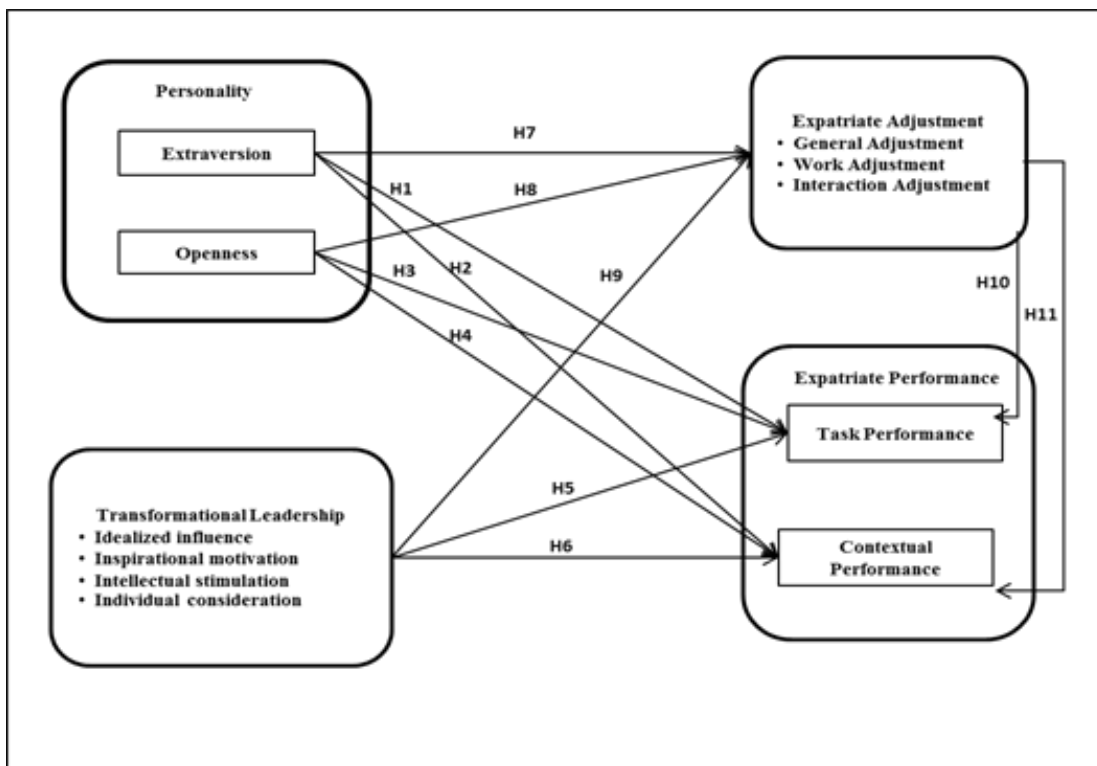 Personality
Extraversion
Openness
Transformational Leadership
• Idealized influence
• Inspirational motivation
• Intellectual stimulation
• Individual consideration
H7
H1
H8
H3
H2
H4
H9
H5
H6
Expatriate Adjustment
• General Adjustment
• Work Adjustment
• Interaction Adjustment
H10
H11
Expatriate Performance
Task Performance
Contextual
Performance